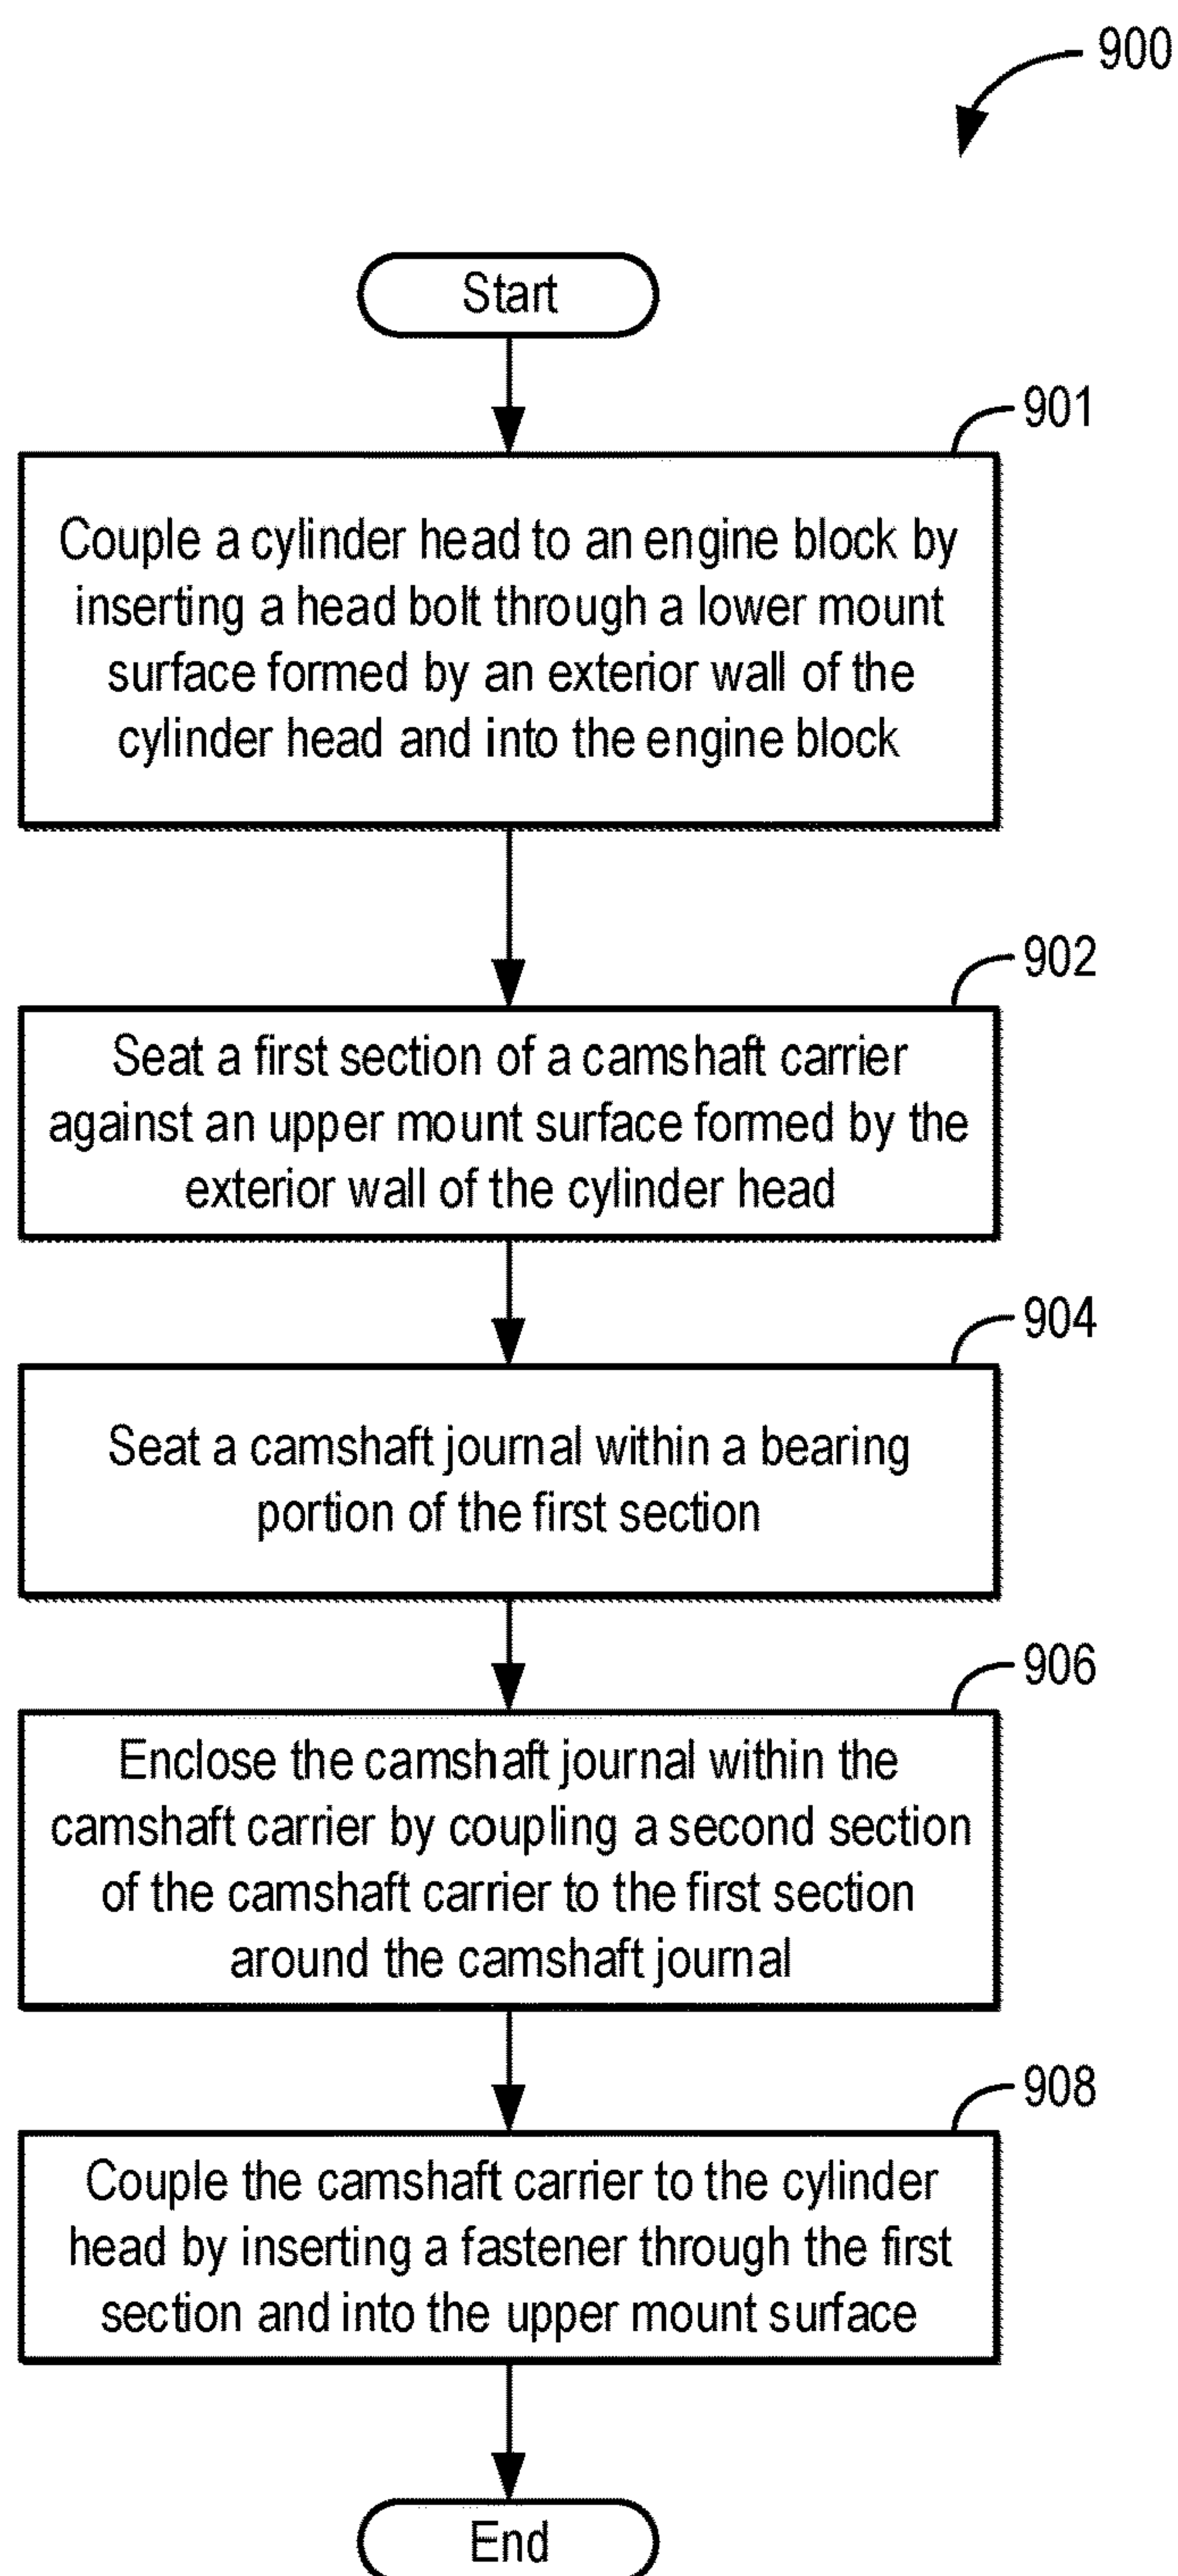 900
Start
901
Couple a cylinder head to an engine block by
inserting a head bolt through a lower mount
surface formed by an exterior wall of the
cylinder head and into the engine block
902
Seat a first section of a camshaft carrier
against an upper mount surface formed by the
exterior wall of the cylinder head
904
Seat a camshaft journal within a bearing
portion of the first section
906
Enclose the camshaft journal within the
camshaft carrier by coupling a second section
of the camshaft carrier to the first section
around the camshaft journal
908
Couple the camshaft carrier to the cylinder
head by inserting a fastener through the first
section and into the upper mount surface
End